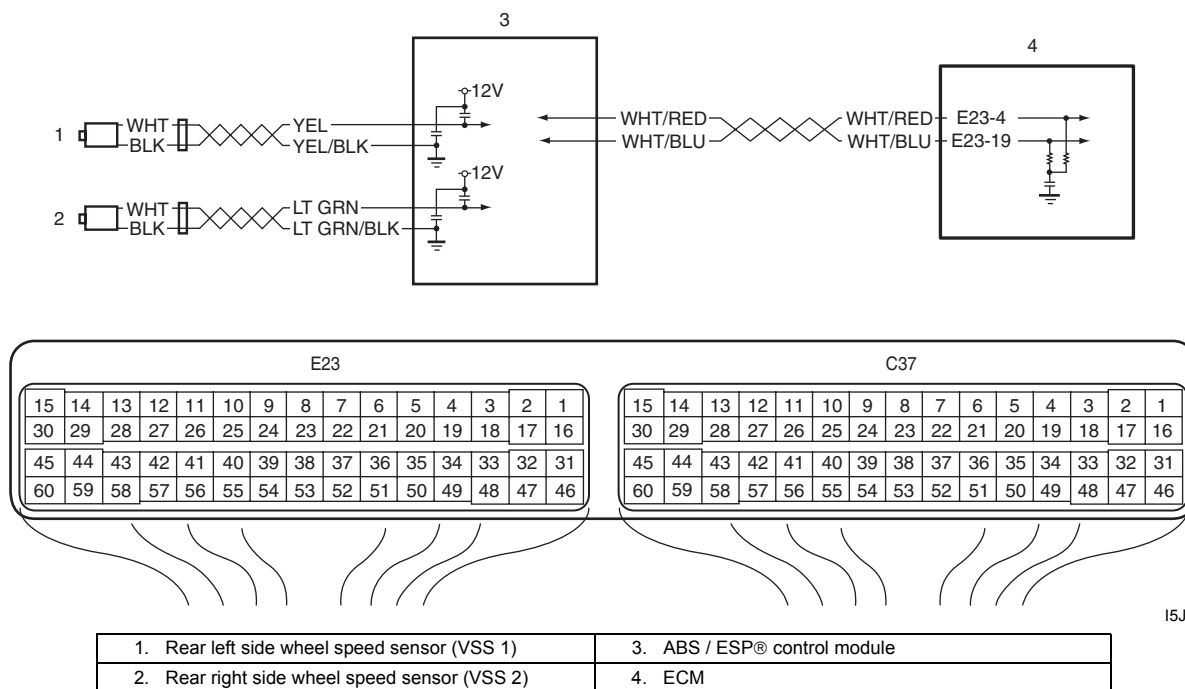 3
4
12V
1 WHT YEL WHT/RED WHT/RED E23-4
BLK YEL/BLK WHT/BLU WHT/BLU E23-19
12V
2 WHT LT GRN
BLK LT GRN/BLK
E23 C37
15 14 13 12 11 10 9 8 7 6 5 4 3 2 1 15 14 13 12 11 10 9 8 7 6 5 4 3 2 1
30 29 28 27 26 25 24 23 22 21 20 19 18 17 16 30 29 28 27 26 25 24 23 22 21 20 19 18 17 16
45 44 43 42 41 40 39 38 37 36 35 34 33 32 31 45 44 43 42 41 40 39 38 37 36 35 34 33 32 31
60 59 58 57 56 55 54 53 52 51 50 49 48 47 46 60 59 58 57 56 55 54 53 52 51 50 49 48 47 46
I5J
1. Rear left side wheel speed sensor (VSS 1) 3. ABS / ESP® control module
2. Rear right side wheel speed sensor (VSS 2) 4. ECM